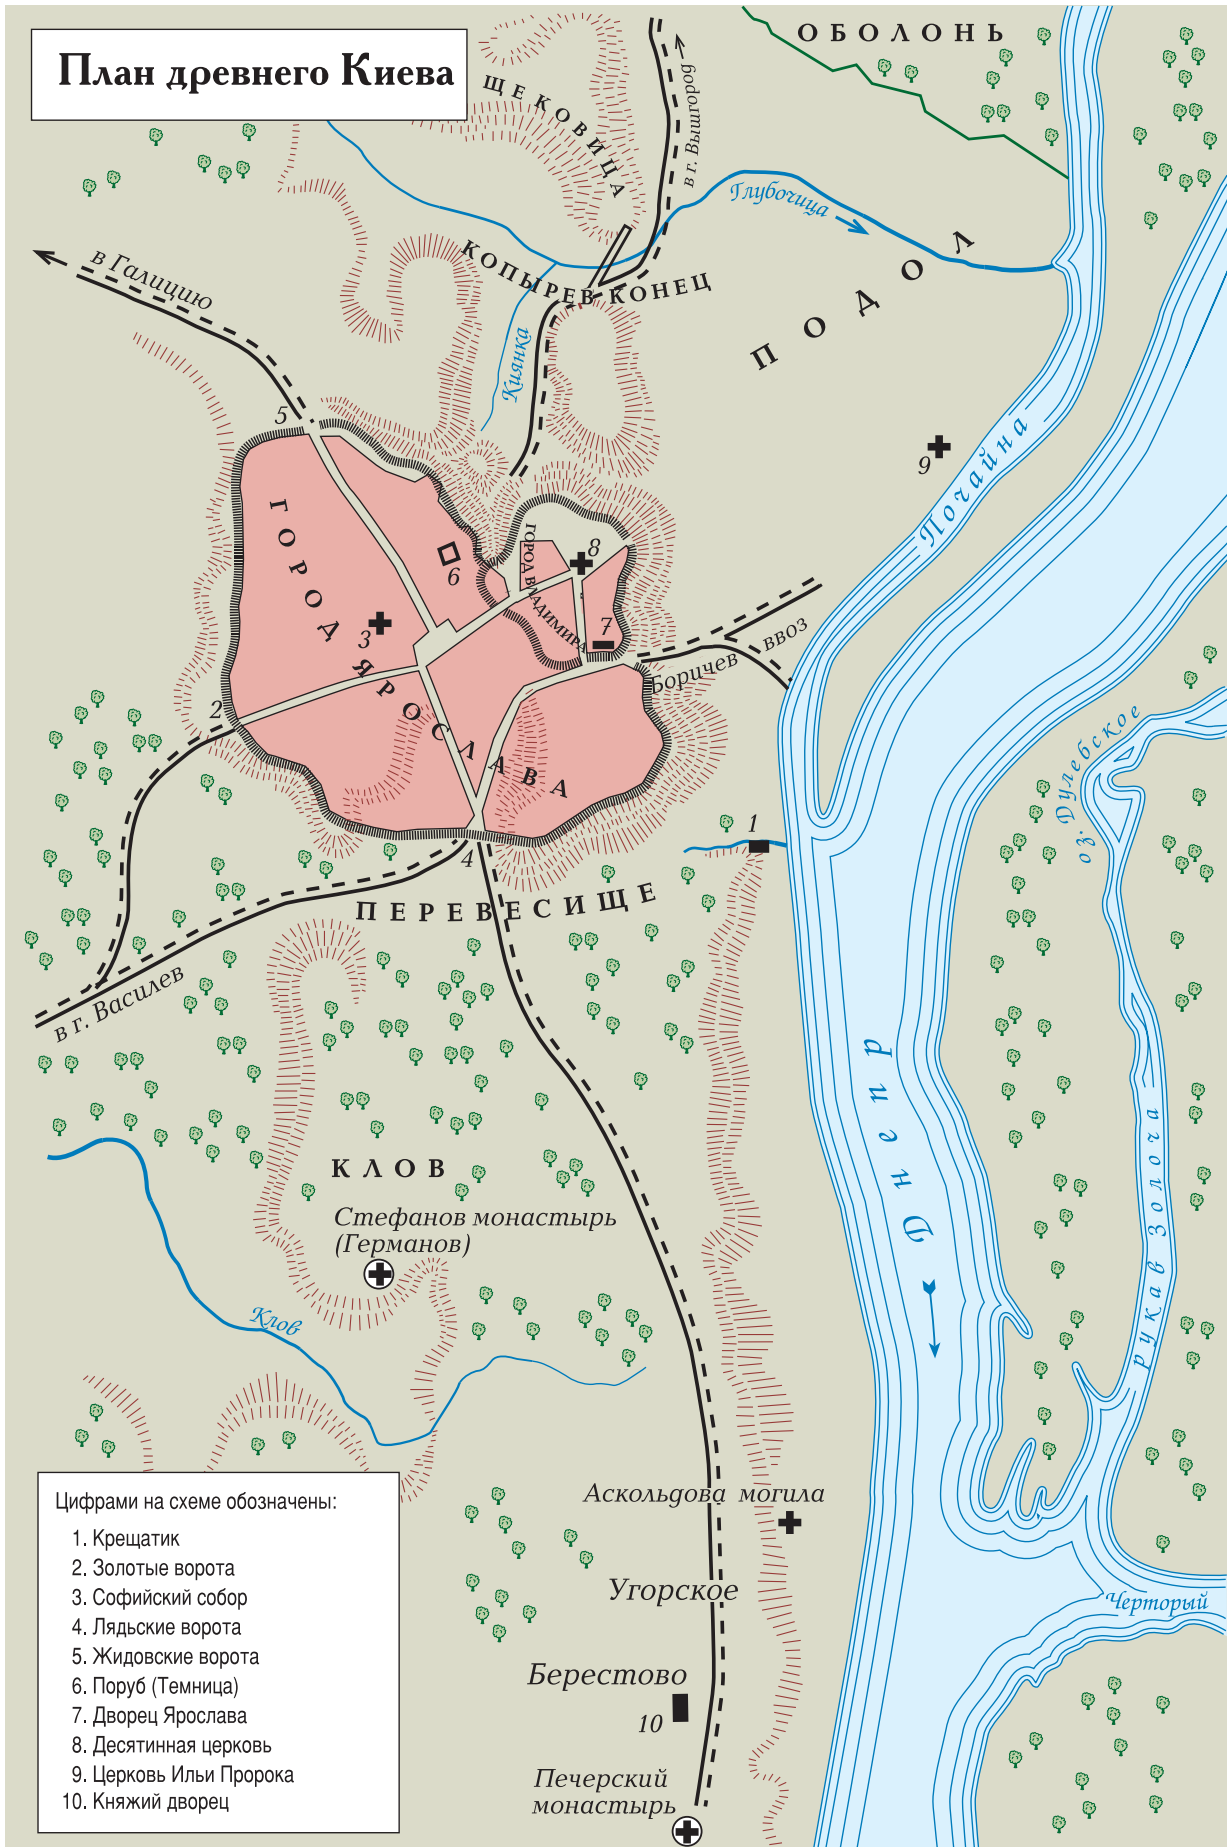 План древнего Киева
ОБОЛОНЬ
ЩЕКОВИЦА
в г. Вышгород
Глубочица
в Галицию
КОПЫРЕВ КОНЕЦ
ПОДОЛ
Киянка
5
9
Почайна
ГОРОД ЯРОСЛАВА
ГОРОД ВЛАДИМИРА
8
6
3
7
Боричев ввоз
2
оз. Дулебское
1
4
ПЕРЕВЕСИЩЕ
в г. Василев
Днепр
рукав Золоча
КЛОВ
Стефанов монастырь
(Германов)
Клов
Аскольдова могила
Угорское
Черторый
Берестово
10
Печерский
монастырь
Цифрами на схеме обозначены:
1. Крещатик
2. Золотые ворота
3. Софийский собор
4. Лядьские ворота
5. Жидовские ворота
6. Поруб (Темница)
7. Дворец Ярослава
8. Десятинная церковь
9. Церковь Ильи Пророка
10. Княжий дворец